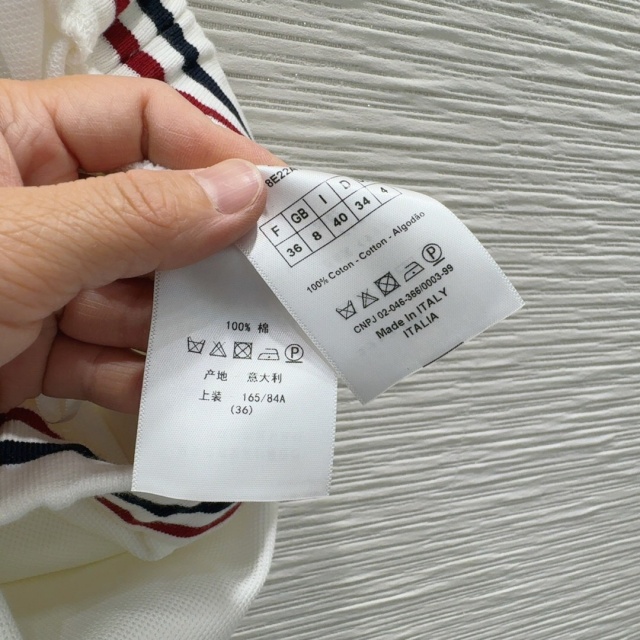 8E22
F GB I D
36 8 40 34 4
100% Coton - Cotton - Algodão
CNPJ 02-046-366/0003-99
Made in ITALY
ITALIA
100% 棉
P
产地 意大利
上装 165/84A
(36)